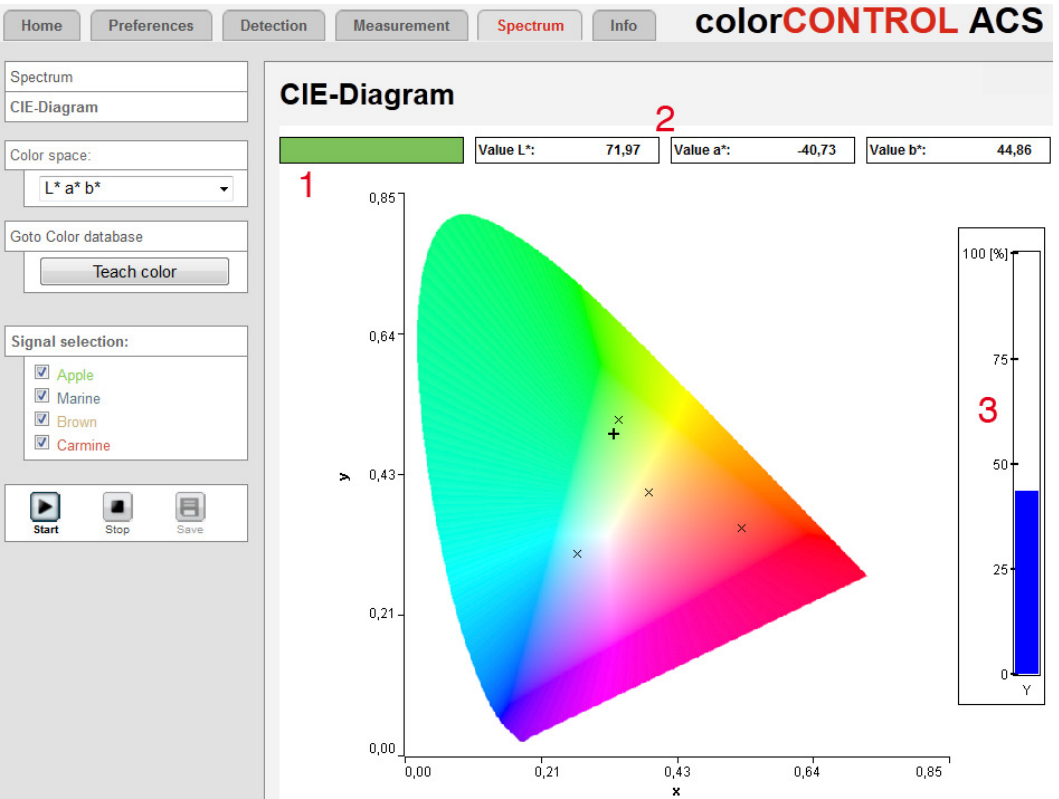 Home Preferences Detection Measurement Spectrum Info colorCONTROL ACS
Spectrum
CIE-Diagram
Color space:
L* a* b*
Goto Color database
Teach color
Signal selection:
Apple
Marine
Brown
Carmine
Start Stop Save
CIE-Diagram
2
Value L*: 71,97 Value a*: -40,73 Value b*: 44,86
1
0,85
0,64
0,43
0,21
0,00
y
0,00 0,21 0,43 0,64 0,85
x
100 [%]
75
3
50
25
0
Y